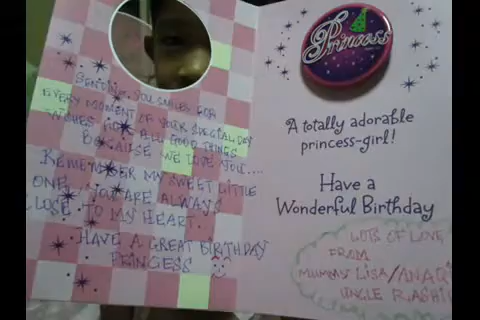 SENDING YOU SMILES FOR
EVERY MOMENT OF YOUR SPECIAL DAY
WISHES FOR ALL GOOD THINGS
BECAUSE WE LOVE YOU....
REMEMBER MY SWEET LITTLE
ONE, YOU ARE ALWAYS
CLOSE TO MY HEART..
HAVE A GREAT BIRTHDAY
PRINCESS
Princess
A totally adorable
princess-girl!
Have a
Wonderful Birthday
LOTS OF LOVE
FROM
MUMMY LISA/
UNCLE